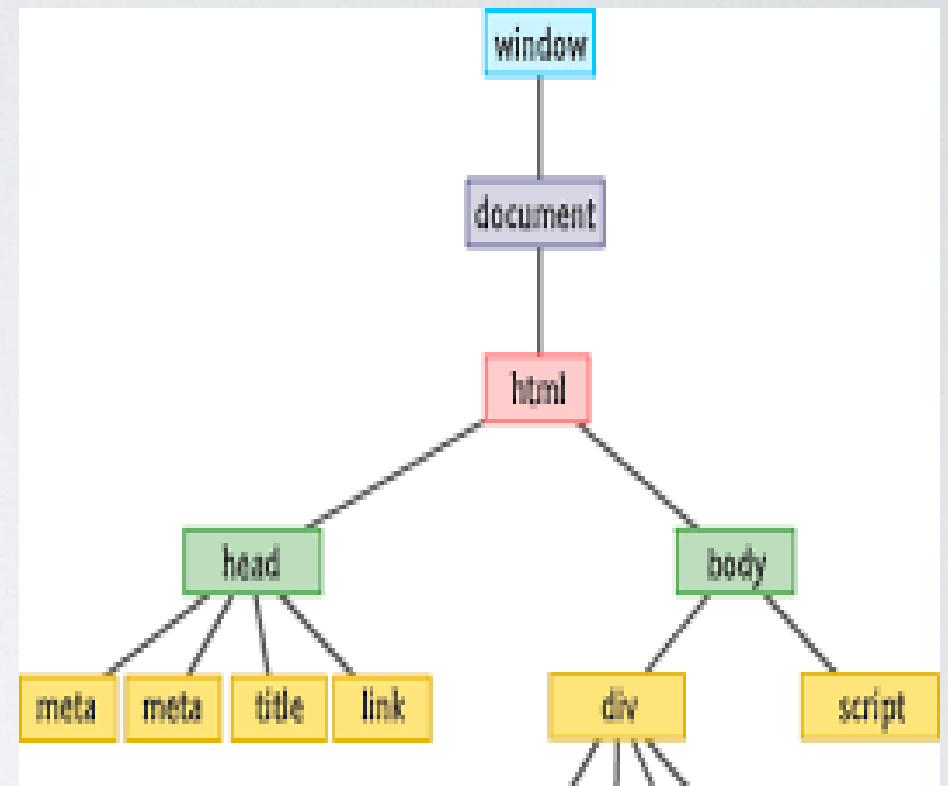 window
document
html
head body
meta meta title link div script